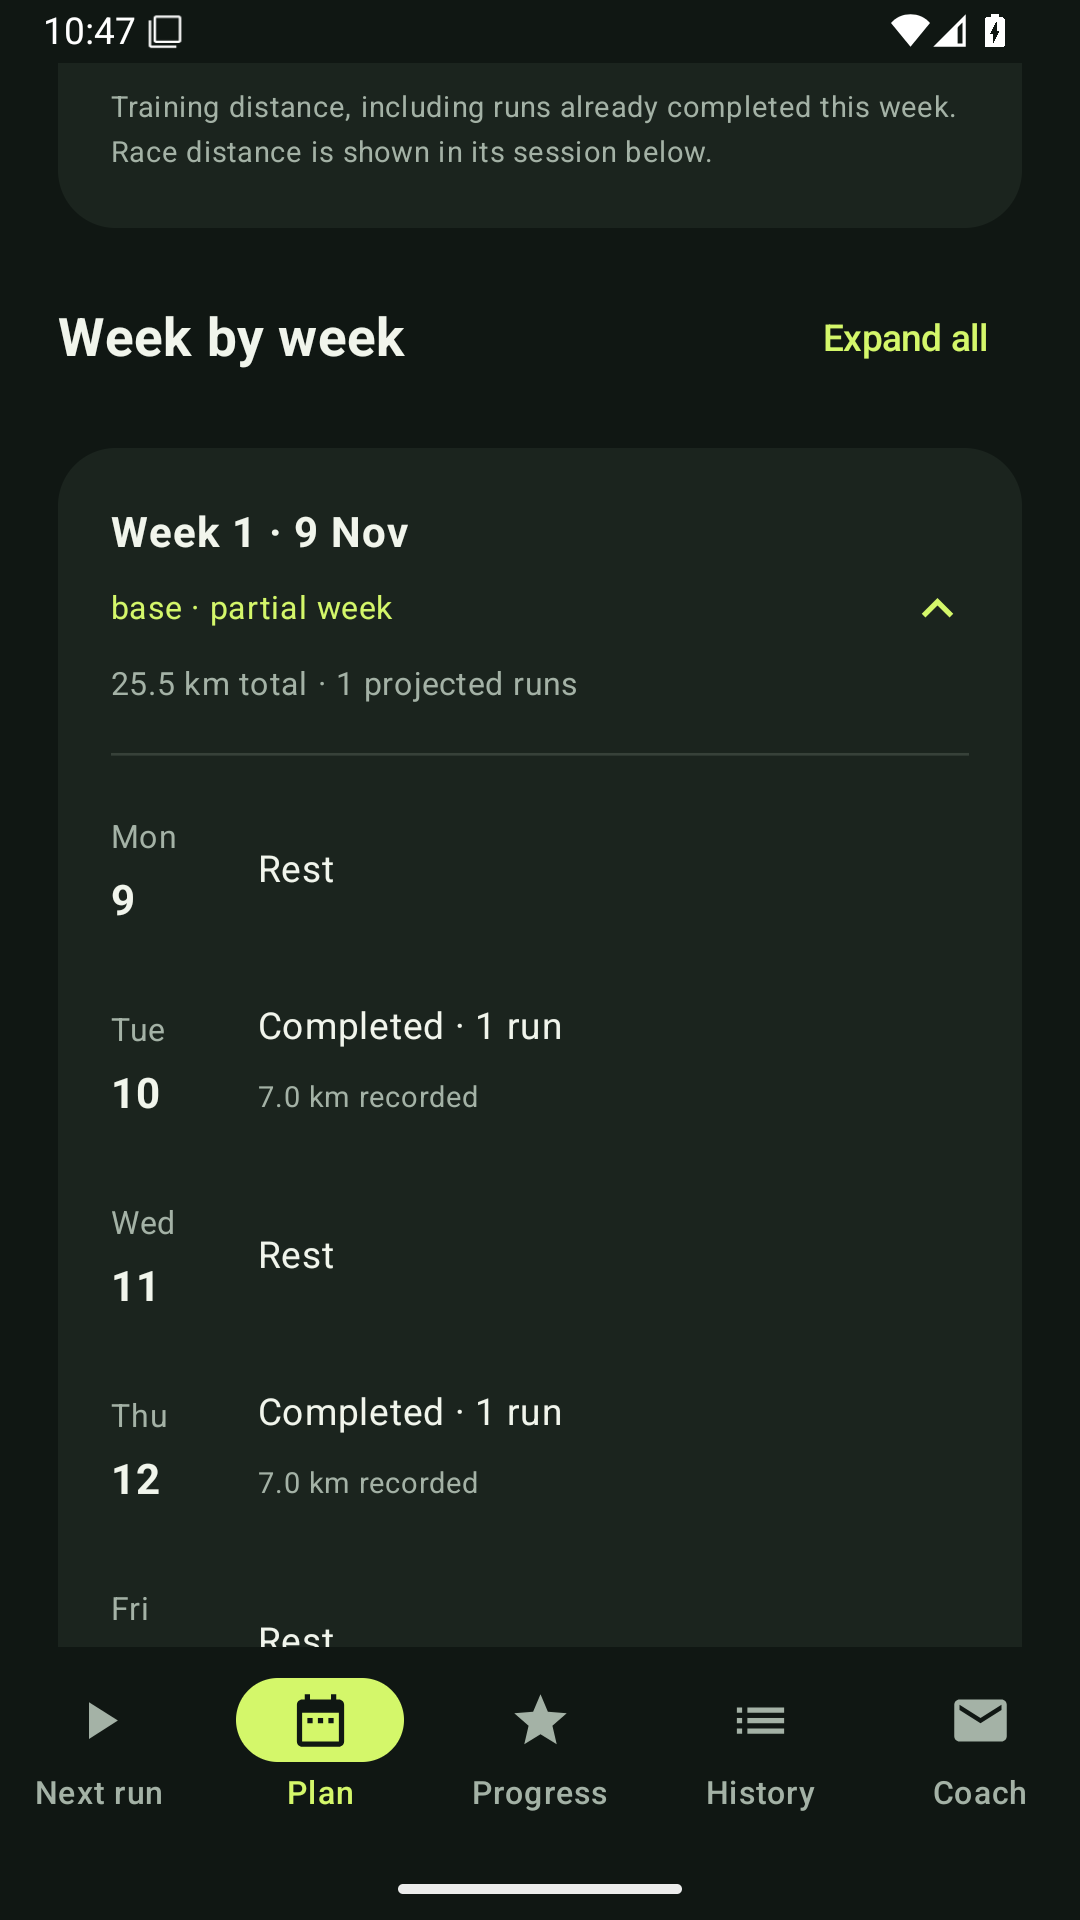 10:47
Training distance, including runs already completed this week.
Race distance is shown in its session below.
Week by week
Expand all
Week 1 · 9 Nov
base · partial week
25.5 km total · 1 projected runs
Mon
9
Rest
Tue
10
Completed · 1 run
7.0 km recorded
Wed
11
Rest
Thu
12
Completed · 1 run
7.0 km recorded
Fri
Rest
Next run
Plan
Progress
History
Coach